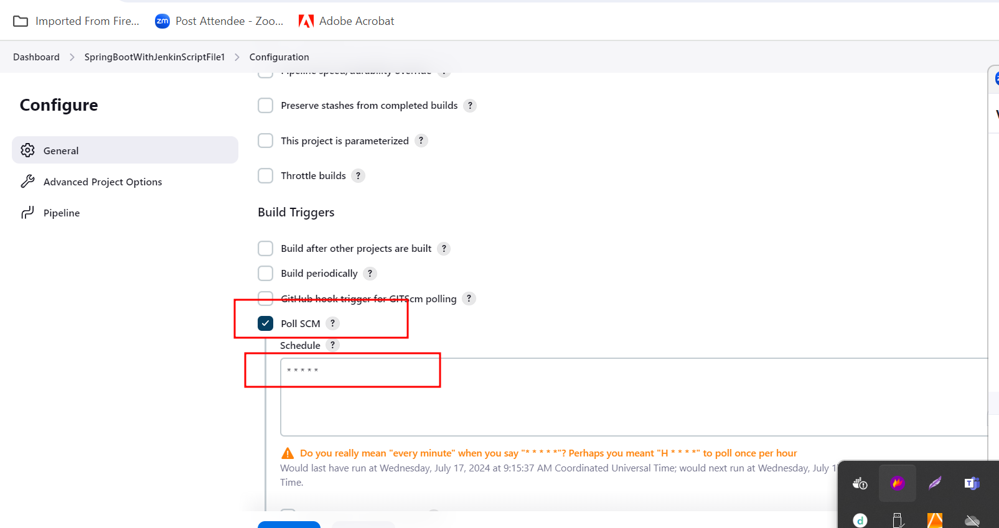 Imported From Fire...
zm Post Attendee - Zoo...
Adobe Acrobat
Dashboard > SpringBootWithJenkinScriptFile1 > Configuration
Pipeline speed/durability override ?
Configure
Preserve stashes from completed builds ?
This project is parameterized ?
General
Throttle builds ?
Advanced Project Options
Pipeline
Build Triggers
Build after other projects are built ?
Build periodically ?
GitHub hook trigger for GITScm polling ?
Poll SCM ?
Schedule ?
* * * * *
Do you really mean "every minute" when you say "* * * * *"? Perhaps you meant "H * * * *" to poll once per hour
Would last have run at Wednesday, July 17, 2024 at 9:15:37 AM Coordinated Universal Time; would next run at Wednesday, July 1
Time.